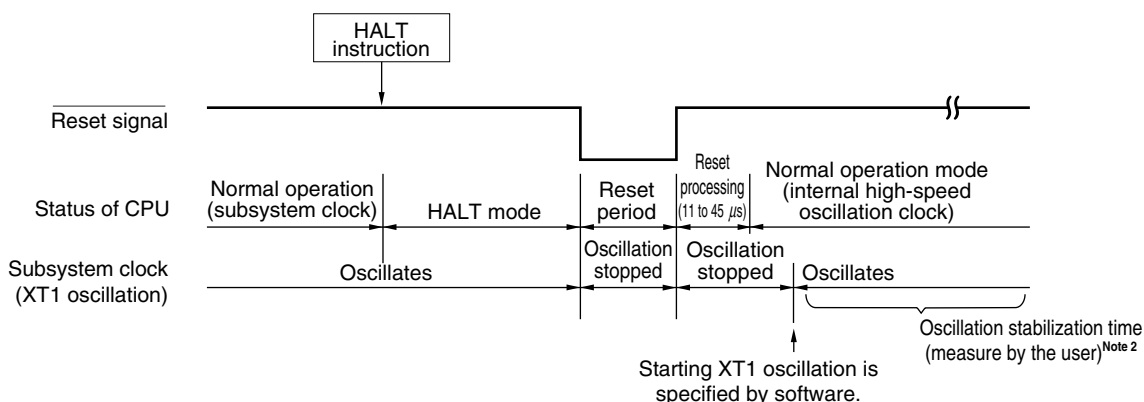 HALT
instruction
Reset signal
Status of CPU
Normal operation
(subsystem clock)
HALT mode
Reset
period
Reset
processing
(11 to 45 μs)
Normal operation mode
(internal high-speed
oscillation clock)
Subsystem clock
(XT1 oscillation)
Oscillates
Oscillation
stopped
Oscillation
stopped
Oscillates
Oscillation stabilization time
(measure by the user)Note 2
Starting XT1 oscillation is
specified by software.